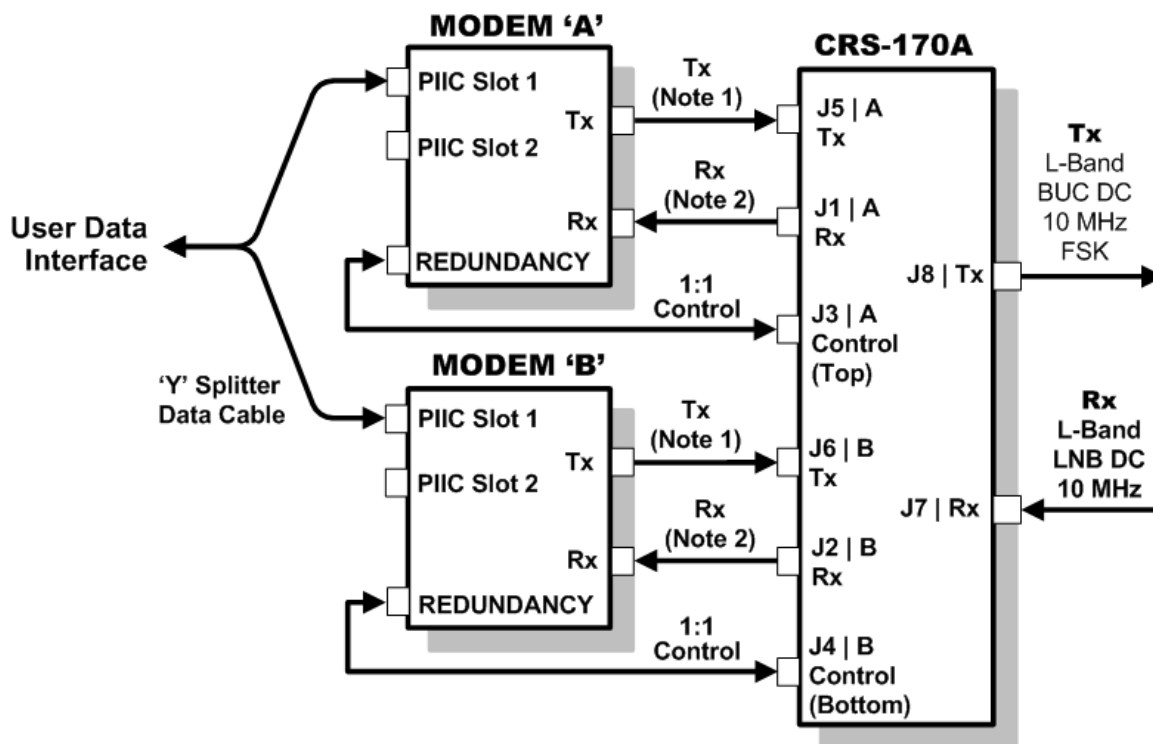 MODEM ‘A’
PIIC Slot 1
PIIC Slot 2
Tx
Rx
REDUNDANCY
Tx
(Note 1)
Rx
(Note 2)
1:1
Control
User Data
Interface
‘Y’ Splitter
Data Cable
MODEM ‘B’
PIIC Slot 1
PIIC Slot 2
Tx
Rx
REDUNDANCY
Tx
(Note 1)
Rx
(Note 2)
1:1
Control
CRS-170A
J5 | A
Tx
J1 | A
Rx
J3 | A
Control
(Top)
J6 | B
Tx
J2 | B
Rx
J4 | B
Control
(Bottom)
J8 | Tx
J7 | Rx
Tx
L-Band
BUC DC
10 MHz
FSK
Rx
L-Band
LNB DC
10 MHz